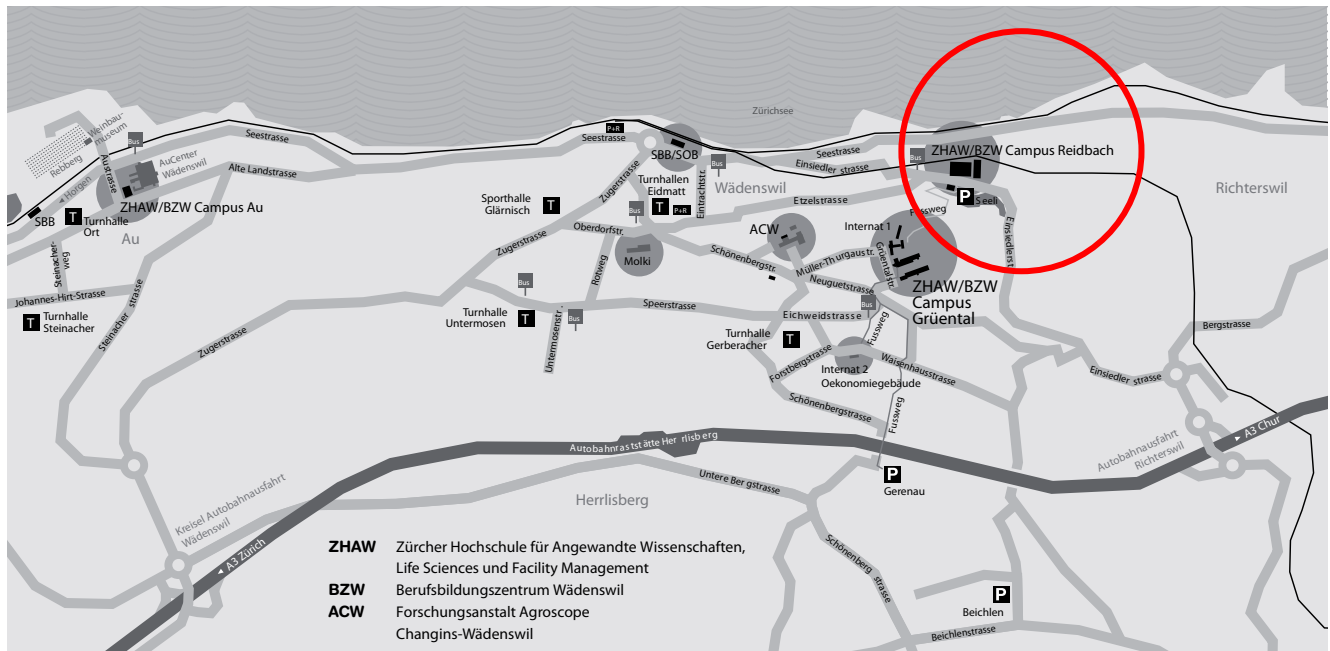 Zürichsee
P+R
Weinbau-
museum
Rebberg
Bus
Seestrasse
Austrasse
AuCenter
Wädenswil
Horgen
Alte Landstrasse
ZHAW/BZW Campus Au
SBB
T
Turnhalle
Ort
Au
Steinacher-
weg
Johannes-Hirt-Strasse
T
Turnhalle
Steinacher
Steinacher strasse
Zugerstrasse
Seestrasse
SBB/SOB
Zugerstrasse
Turnhallen
Eidmatt
T
P+R
Bus
Eintrachtstr.
Bus
Wädenswil
Sporthalle
Glärnisch
T
Zugerstrasse
Oberdorfstr.
Molki
Rotweg
Bus
Turnhalle
Untermosen
T
Bus
Untermosenstr.
Speerstrasse
Schönenbergstr.
ACW
Etzelstrasse
Seestrasse
Einsiedler strasse
Bus
ZHAW/BZW Campus Reidbach
P
Seeli
Fussweg
Richterswil
Internat 1
Müller-Thurgaustr.
Grüentalstr.
Neuguetstrasse
Bus
Eichweidstrasse
ZHAW/BZW
Campus
Grüental
Einsiedlerstr.
Turnhalle
Gerberacher
T
Forstbergstrasse
Fussweg
Internat 2
Oekonomiegebäude
Waisenhausstrasse
Schönenbergstrasse
Fussweg
Bergstrasse
Einsiedler strasse
Autobahnausfahrt
Richterswil
A3 Chur
Autobahnraststätte Herrlisberg
P
Gerenau
Untere Bergstrasse
Herrlisberg
Kreisel Autobahnausfahrt
Wädenswil
A3 Zürich
Schönenberg strasse
P
Beichlen
Beichlenstrasse
ZHAW Zürcher Hochschule für Angewandte Wissenschaften,
Life Sciences und Facility Management
BZW Berufsbildungszentrum Wädenswil
ACW Forschungsanstalt Agroscope
Changins-Wädenswil